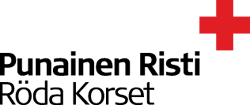 Punainen Risti
Röda Korset